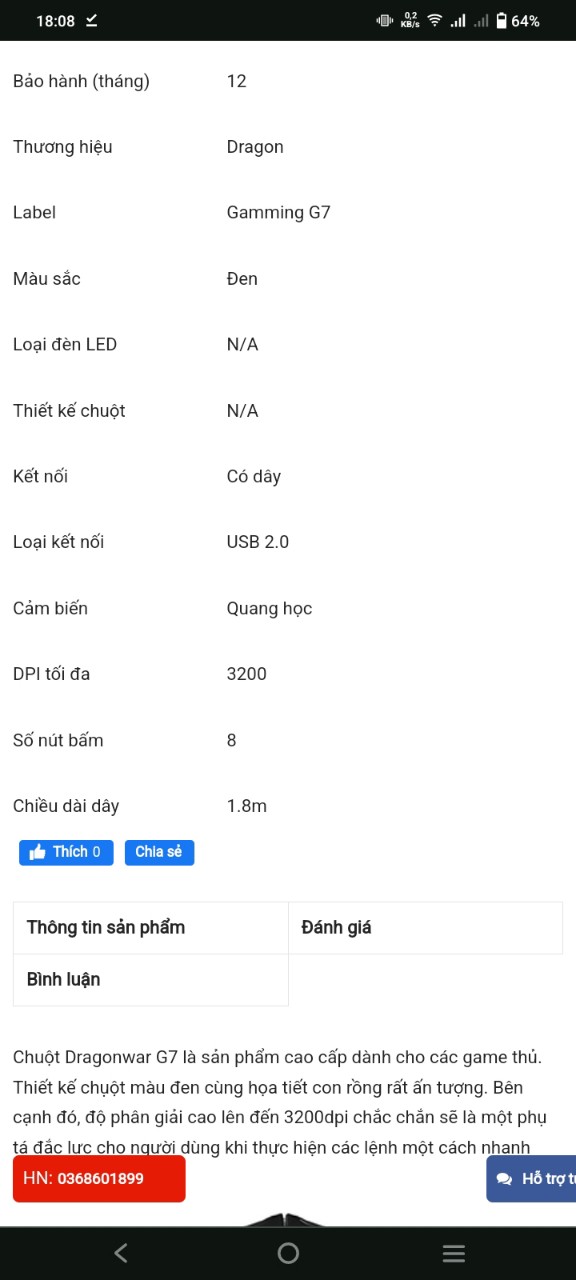 18:08
0,2
KB/s
64%
Bảo hành (tháng) 12
Thương hiệu Dragon
Label Gamming G7
Màu sắc Đen
Loại đèn LED N/A
Thiết kế chuột N/A
Kết nối Có dây
Loại kết nối USB 2.0
Cảm biến Quang học
DPI tối đa 3200
Số nút bấm 8
Chiều dài dây 1.8m
Thích 0 Chia sẻ
Thông tin sản phẩm Đánh giá
Bình luận
Chuột Dragonwar G7 là sản phẩm cao cấp dành cho các game thủ.
Thiết kế chụột màu đen cùng họa tiết con rồng rất ấn tượng. Bên
cạnh đó, độ phân giải cao lên đến 3200dpi chắc chắn sẽ là một phụ
tá đắc lực cho người dùng khi thực hiện các lệnh một cách nhanh
HN: 0368601899 Hỗ trợ